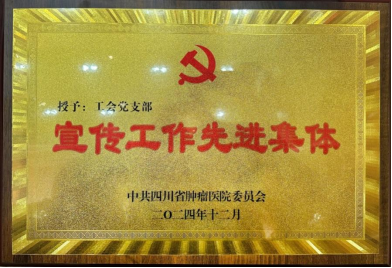 授予：工会党支部
宣传工作先进集体
中共四川省肿瘤医院委员会
二〇二四年十二月